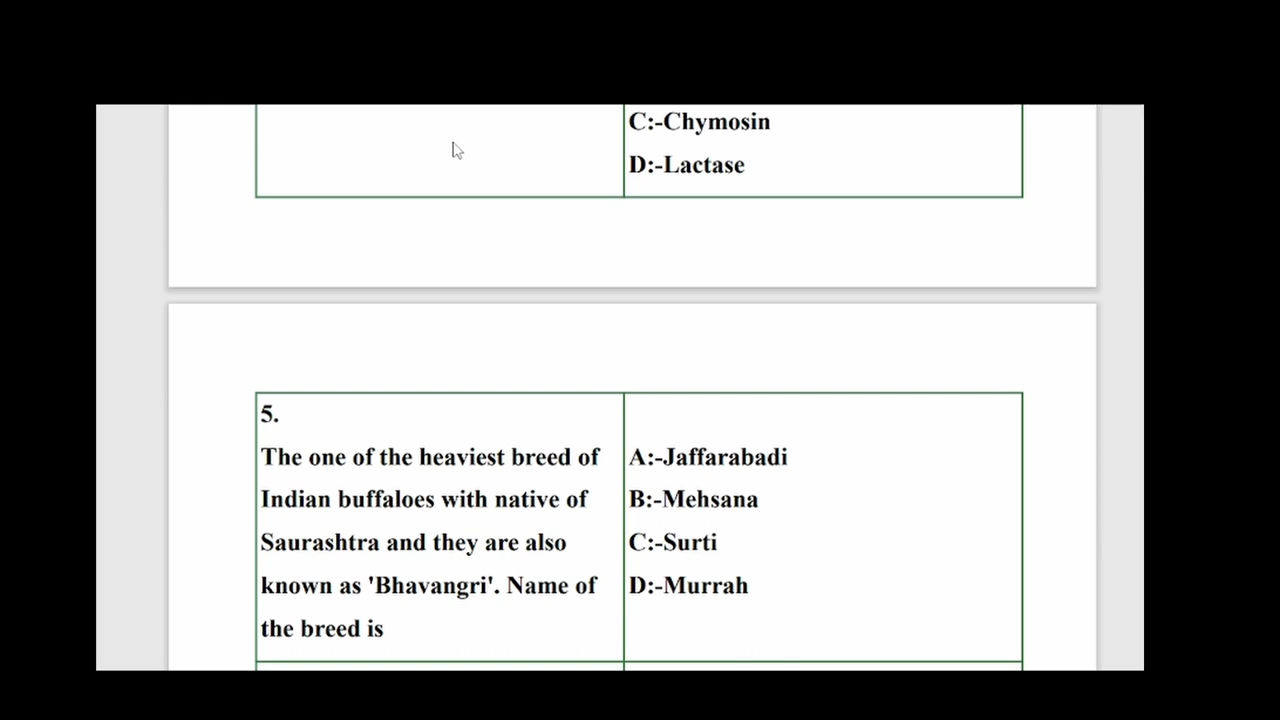 C:-Chymosin
D:-Lactase
5.
The one of the heaviest breed of
Indian buffaloes with native of
Saurashtra and they are also
known as 'Bhavangri'. Name of
the breed is
A:-Jaffarabadi
B:-Mehsana
C:-Surti
D:-Murrah